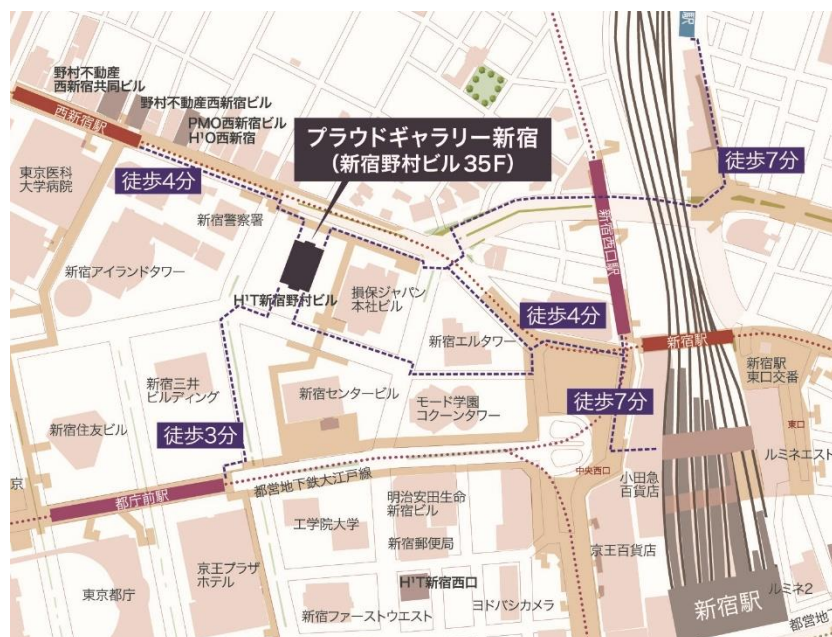 駅
野村不動産
西新宿共同ビル
野村不動産西新宿ビル
PMO西新宿ビル
H¹O西新宿
西新宿駅
プラウドギャラリー新宿
(新宿野村ビル35F)
徒歩7分
東京医科
大学病院
徒歩4分
新宿警察署
新宿西口駅
新宿アイランドタワー
H¹T新宿野村ビル
損保ジャパン
本社ビル
徒歩4分
新宿エルタワー
新宿駅
新宿駅
東口交番
新宿三井
ビルディング
新宿センタービル
モード学園
コクーンタワー
徒歩7分
新宿住友ビル
徒歩3分
東口
ルミネエスト
中央西口
小田急
百貨店
京
都庁前駅
都営地下鉄大江戸線
工学院大学
明治安田生命
新宿ビル
新宿郵便局
京王百貨店
京王プラザ
ホテル
東京都庁
H¹T新宿西口
ヨドバシカメラ
新宿ファーストウエスト
新宿駅
ルミネ2
都営地